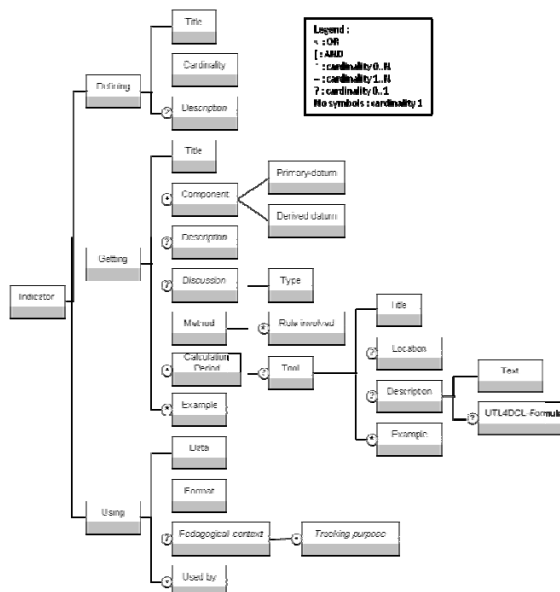 Title
Cardinality
Defining
? Description
Title
Primary-datum
Component
Derived datum
Getting
? Description
Indicator
? Discussion
Type
Title
Method
Role involved
? Location
Calculation
Period
? Tool
Text
? Description
Example
? UTL4DCL-Formula
Example
Data
Format
Using
? Pedagogical context
Tracking purpose
Used by
Legend :
< : OR
[ : AND
* : cardinality 0..N
: cardinality 1..N
? : cardinality 0..1
No symbols : cardinality 1